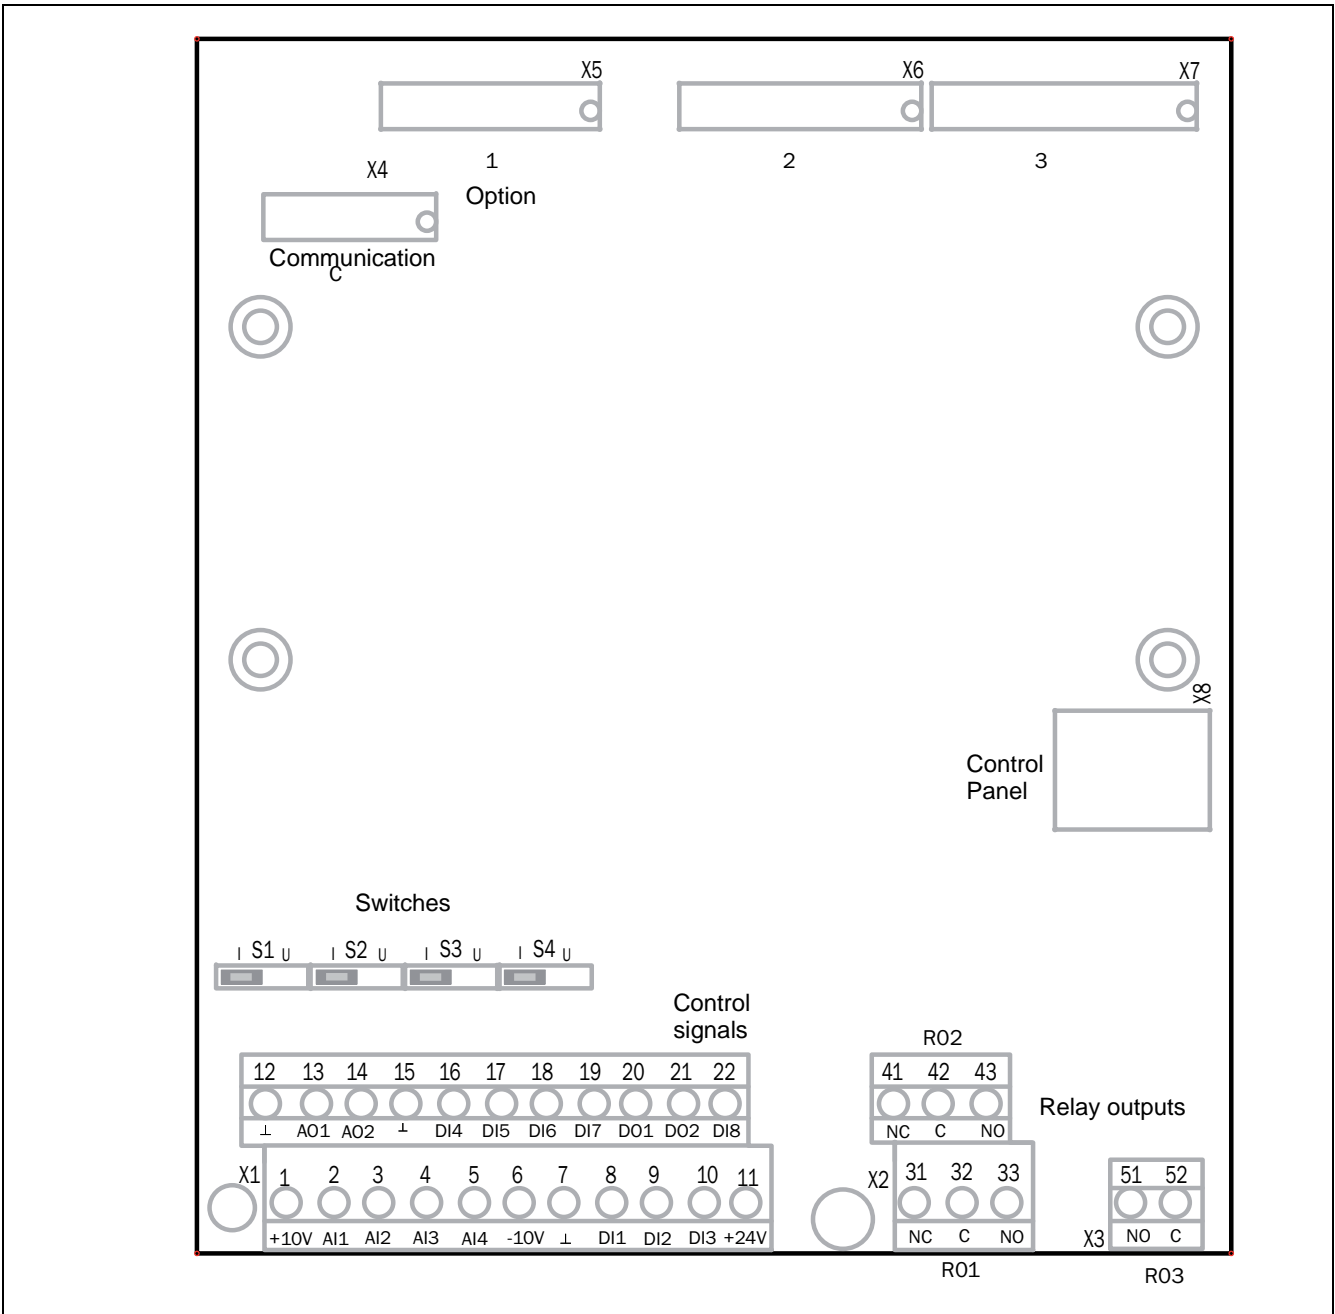 X5 X6 X7
1 2 3
X4
Option
Communication
C
X8
Control
Panel
Switches
I S1 U I S2 U I S3 U I S4 U
Control
signals
R02
12 13 14 15 16 17 18 19 20 21 22
41 42 43
Relay outputs
⊥ AO1 AO2 ⊥ DI4 DI5 DI6 DI7 DO1 DO2 DI8
NC C NO
X1 1 2 3 4 5 6 7 8 9 10 11
X2 31 32 33
51 52
+10V AI1 AI2 AI3 AI4 -10V ⊥ DI1 DI2 DI3 +24V
NC C NO
X3 NO C
R01
R03